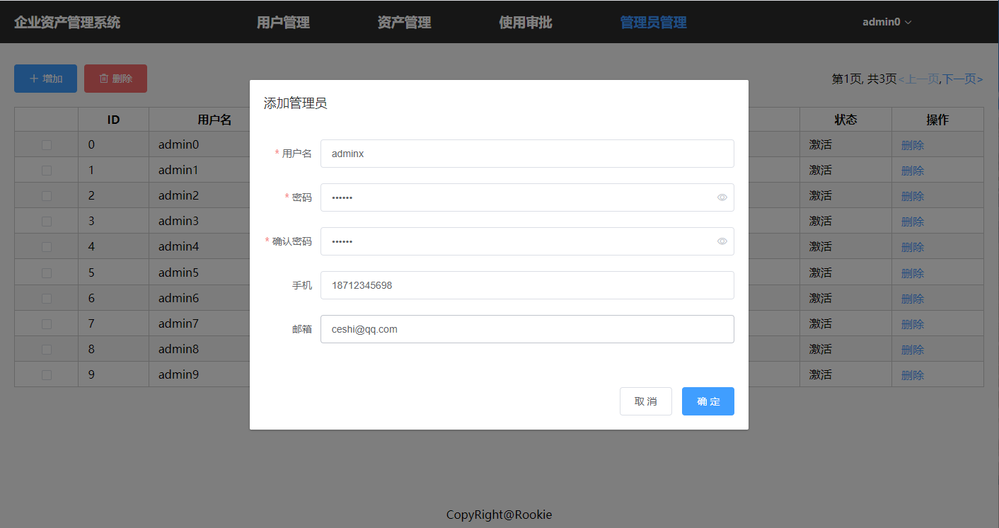 企业资产管理系统 用户管理 资产管理 使用审批 管理员管理 admin0
增加 删除 第1页, 共3页<上一页,下一页>
添加管理员
ID 用户名 状态 操作
0 admin0 激活 删除
1 admin1 激活 删除
2 admin2 激活 删除
3 admin3 激活 删除
4 admin4 激活 删除
5 admin5 激活 删除
6 admin6 激活 删除
7 admin7 激活 删除
8 admin8 激活 删除
9 admin9 激活 删除
* 用户名 adminx
* 密码 ••••••
* 确认密码 ••••••
手机 18712345698
邮箱 ceshi@qq.com
取 消 确 定
CopyRight@Rookie